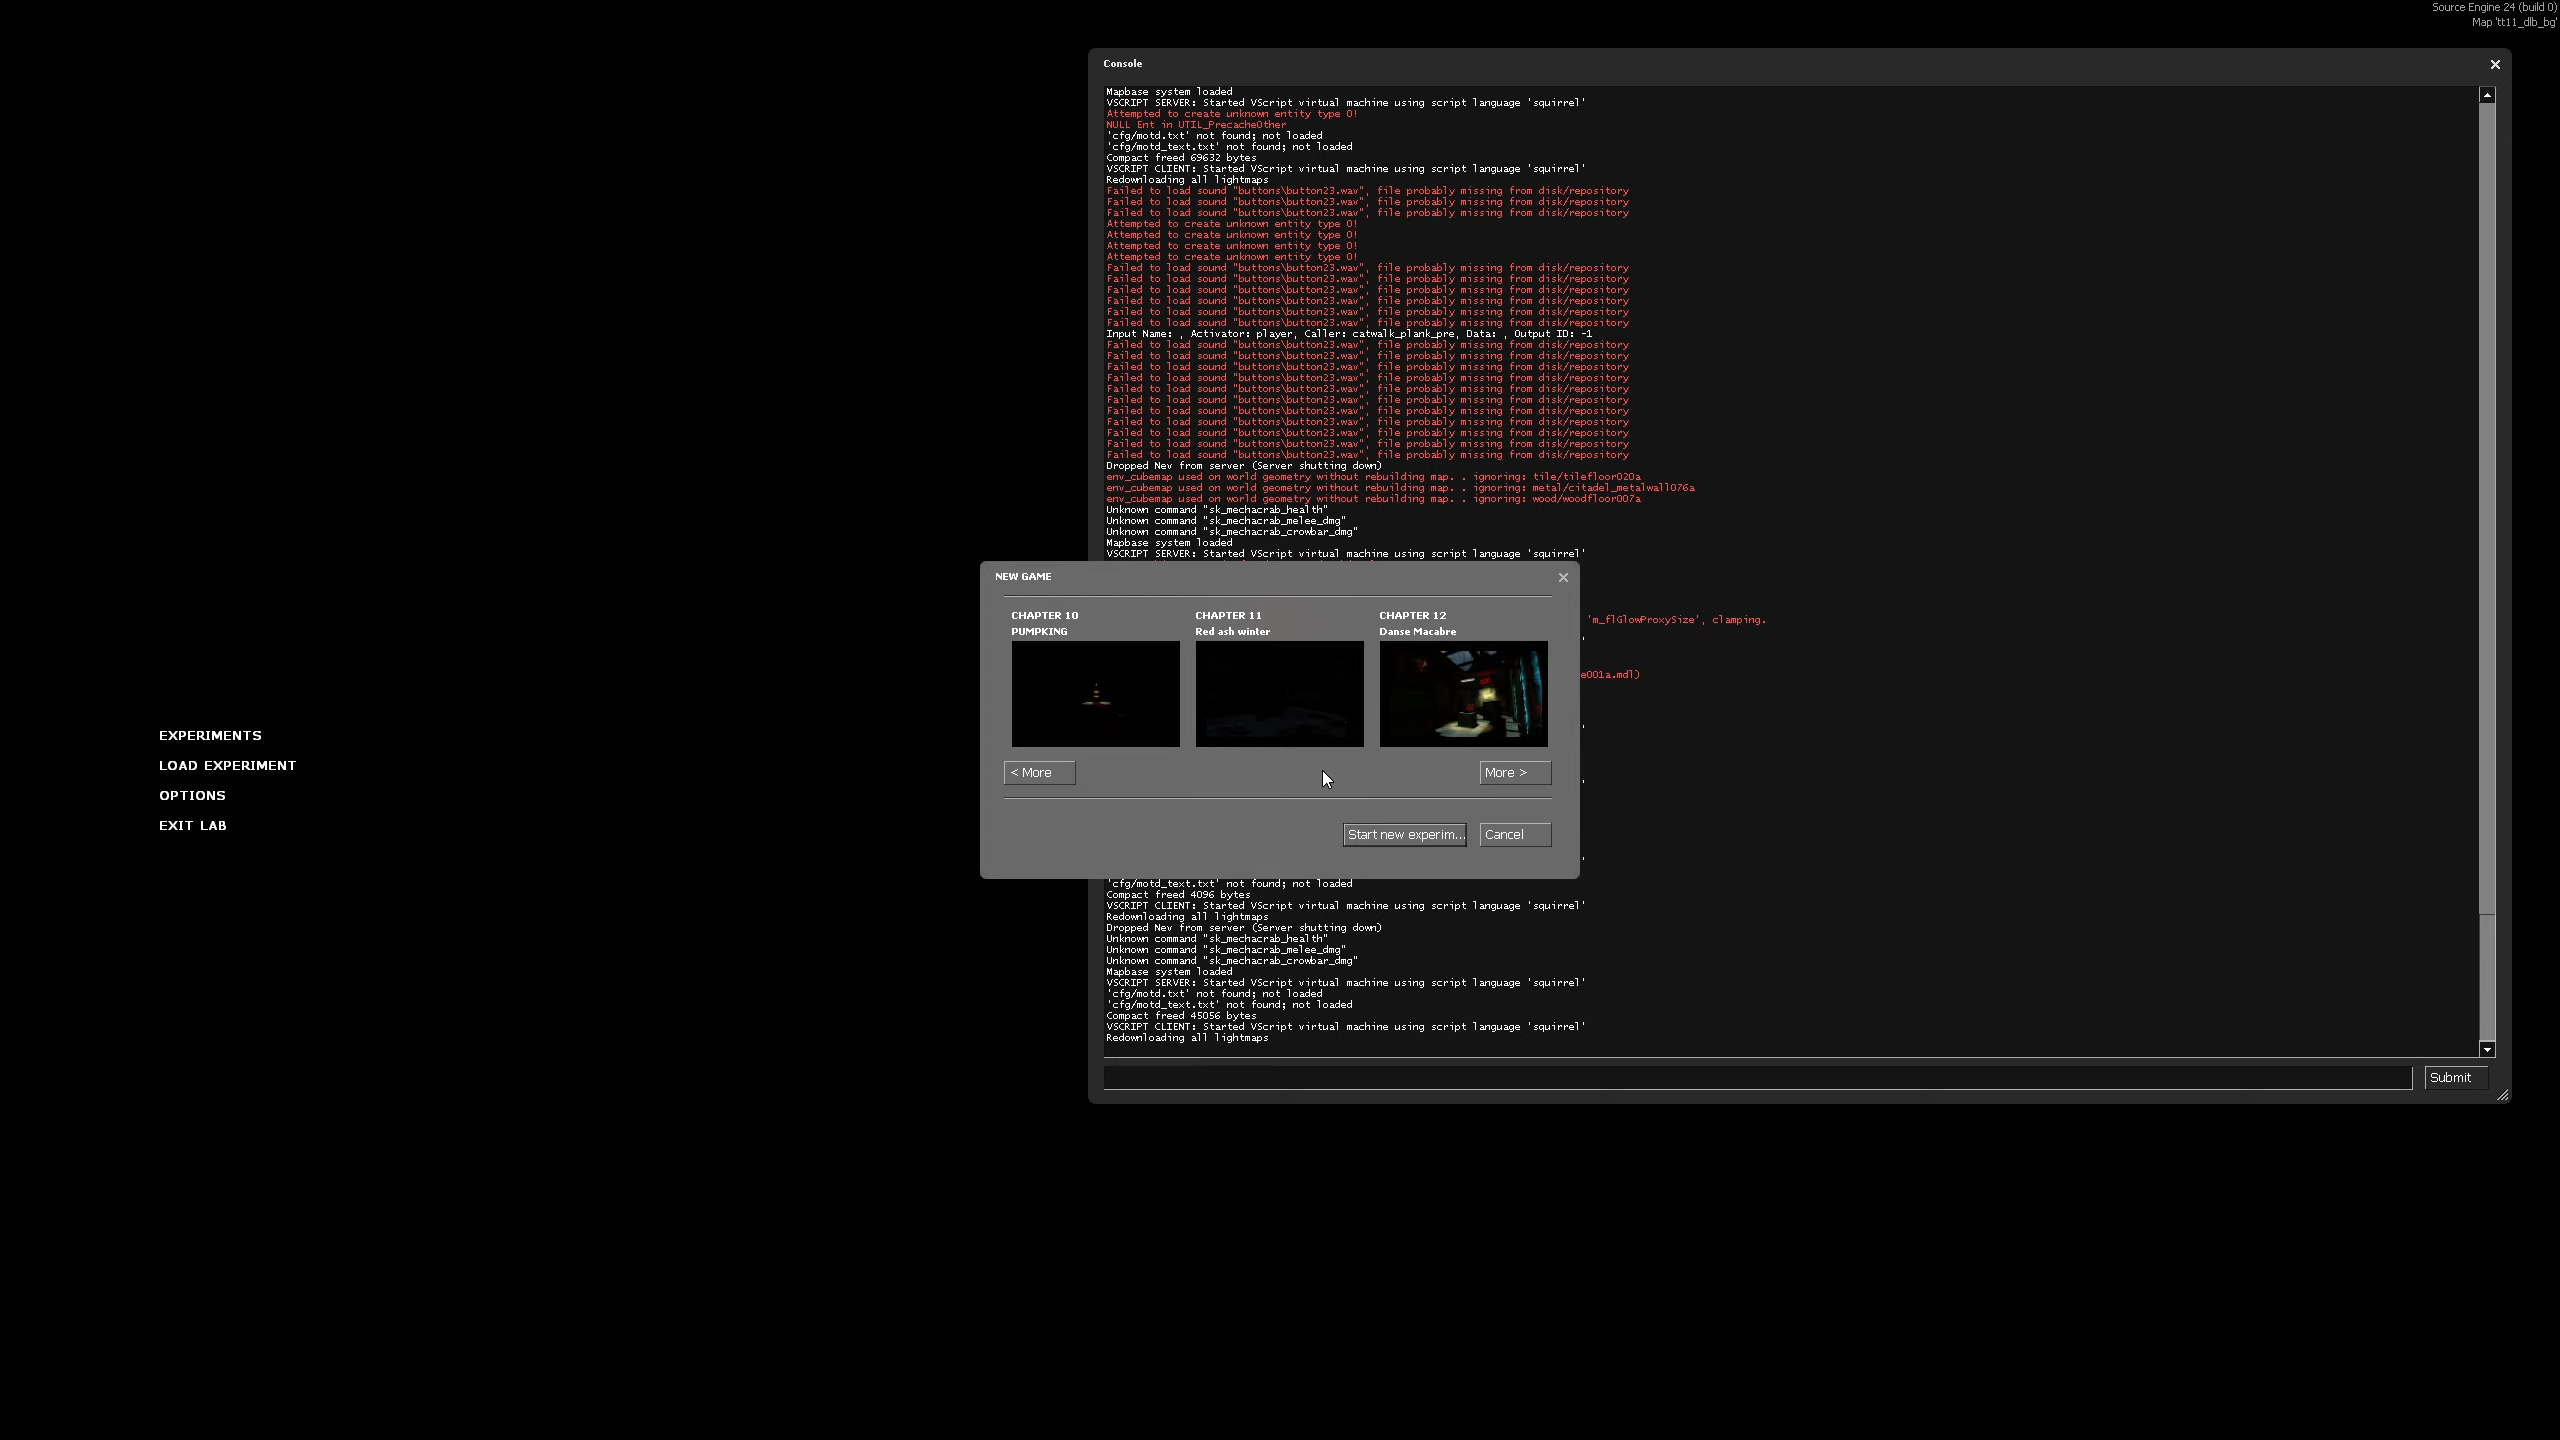 Source Engine 24 (build 0)
Map 'tt11_dlb_bg'
Console
Mapbase system loaded
VSCRIPT SERVER: Started VScript virtual machine using script language 'squirrel'
Attempted to create unknown entity type 0!
NULL Ent in UTIL_PrecacheOther
'cfg/motd.txt' not found; not loaded
'cfg/motd_text.txt' not found; not loaded
Compact freed 69632 bytes
VSCRIPT CLIENT: Started VScript virtual machine using script language 'squirrel'
Redownloading all lightmaps
Failed to load sound "buttons\button23.wav", file probably missing from disk/repository
Failed to load sound "buttons\button23.wav", file probably missing from disk/repository
Failed to load sound "buttons\button23.wav", file probably missing from disk/repository
Attempted to create unknown entity type 0!
Attempted to create unknown entity type 0!
Attempted to create unknown entity type 0!
Attempted to create unknown entity type 0!
Failed to load sound "buttons\button23.wav", file probably missing from disk/repository
Failed to load sound "buttons\button23.wav", file probably missing from disk/repository
Failed to load sound "buttons\button23.wav", file probably missing from disk/repository
Failed to load sound "buttons\button23.wav", file probably missing from disk/repository
Failed to load sound "buttons\button23.wav", file probably missing from disk/repository
Failed to load sound "buttons\button23.wav", file probably missing from disk/repository
Input Name: , Activator: player, Caller: catwalk_plank_pre, Data: , Output ID: -1
Failed to load sound "buttons\button23.wav", file probably missing from disk/repository
Failed to load sound "buttons\button23.wav", file probably missing from disk/repository
Failed to load sound "buttons\button23.wav", file probably missing from disk/repository
Failed to load sound "buttons\button23.wav", file probably missing from disk/repository
Failed to load sound "buttons\button23.wav", file probably missing from disk/repository
Failed to load sound "buttons\button23.wav", file probably missing from disk/repository
Failed to load sound "buttons\button23.wav", file probably missing from disk/repository
Failed to load sound "buttons\button23.wav", file probably missing from disk/repository
Failed to load sound "buttons\button23.wav", file probably missing from disk/repository
Failed to load sound "buttons\button23.wav", file probably missing from disk/repository
Failed to load sound "buttons\button23.wav", file probably missing from disk/repository
Dropped Nev from server (Server shutting down)
env_cubemap used on world geometry without rebuilding map. . ignoring: tile/tilefloor020a
env_cubemap used on world geometry without rebuilding map. . ignoring: metal/citadel_metalwall076a
env_cubemap used on world geometry without rebuilding map. . ignoring: wood/woodfloor007a
Unknown command "sk_mechacrab_health"
Unknown command "sk_mechacrab_melee_dmg"
Unknown command "sk_mechacrab_crowbar_dmg"
Mapbase system loaded
VSCRIPT SERVER: Started VScript virtual machine using script language 'squirrel'
'm_flGlowProxySize', clamping.
e001a.mdl)
NEW GAME
CHAPTER 10
PUMPKING
CHAPTER 11
Red ash winter
CHAPTER 12
Danse Macabre
< More
More >
Start new experim...
Cancel
EXPERIMENTS
LOAD EXPERIMENT
OPTIONS
EXIT LAB
'cfg/motd_text.txt' not found; not loaded
Compact freed 4096 bytes
VSCRIPT CLIENT: Started VScript virtual machine using script language 'squirrel'
Redownloading all lightmaps
Dropped Nev from server (Server shutting down)
Unknown command "sk_mechacrab_health"
Unknown command "sk_mechacrab_melee_dmg"
Unknown command "sk_mechacrab_crowbar_dmg"
Mapbase system loaded
VSCRIPT SERVER: Started VScript virtual machine using script language 'squirrel'
'cfg/motd.txt' not found; not loaded
'cfg/motd_text.txt' not found; not loaded
Compact freed 45056 bytes
VSCRIPT CLIENT: Started VScript virtual machine using script language 'squirrel'
Redownloading all lightmaps
Submit